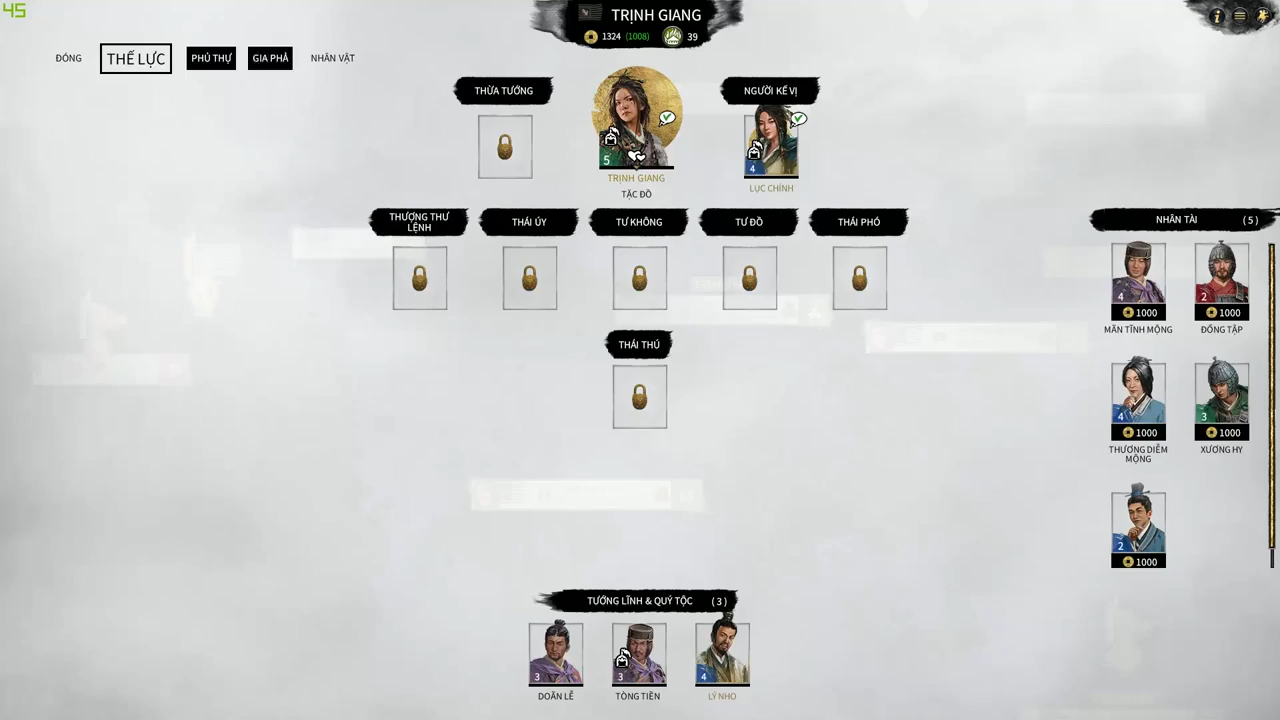 45
TRỊNH GIANG
1324 (1008) 39
ĐÓNG THẾ LỰC PHỦ THỰ GIA PHẢ NHÂN VẬT
THỪA TƯỚNG
NGƯỜI KẾ VỊ
5
4
TRỊNH GIANG
TẶC ĐỒ
LỤC CHÍNH
THƯỢNG THƯ
LỆNH
THÁI ÚY
TƯ KHÔNG
TƯ ĐỒ
THÁI PHÓ
THÁI THÚ
NHÂN TÀI (5)
4
2
1000
1000
MÃN TĨNH MỘNG
ĐỔNG TẬP
4
3
1000
1000
THƯƠNG DIỄM
MỘNG
XƯƠNG HY
2
1000
TƯỚNG LĨNH & QUÝ TỘC (3)
3
3
4
DOÃN LỄ
TÒNG TIỀN
LÝ NHO